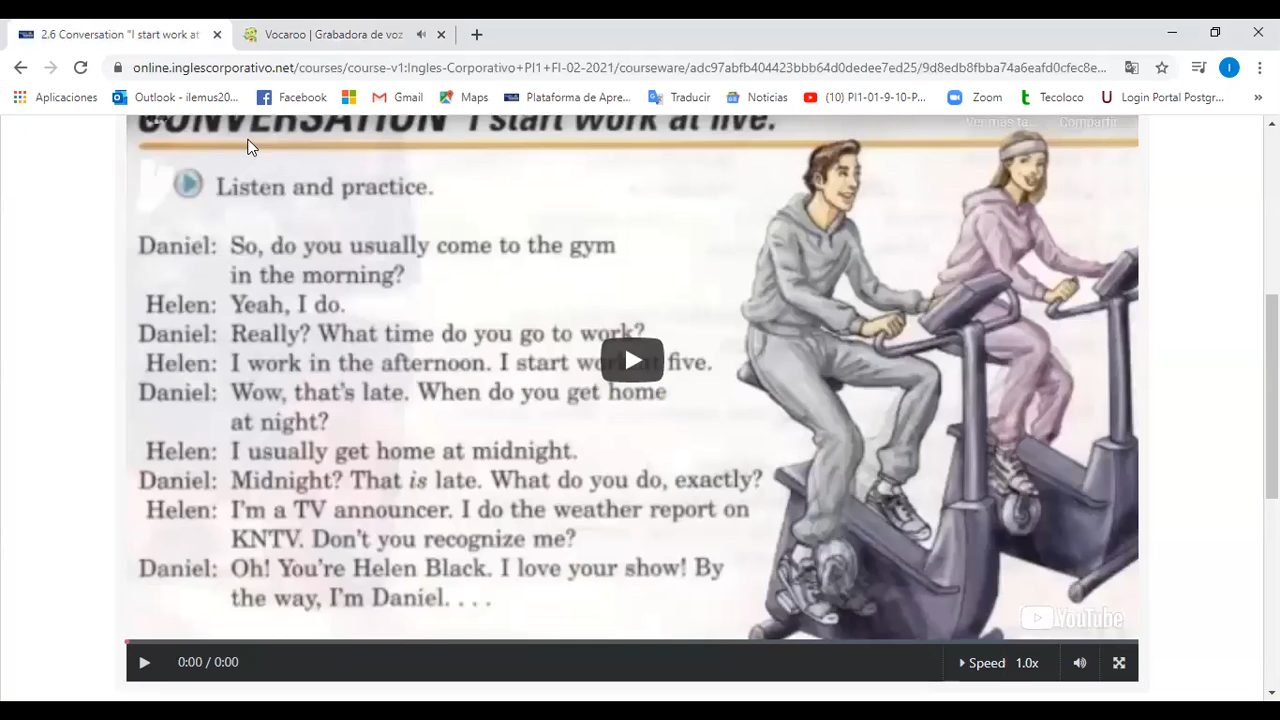 2.6 Conversation "I start work at
Vocaroo | Grabadora de voz
online.inglescorporativo.net/courses/course-v1:Ingles-Corporativo+PI1+FI-02-2021/courseware/adc97abfb404423bbb64d0dedee7ed25/9d8edb8fbba74a6eafd0cfec8e...
I
Aplicaciones
Outlook - ilemus20...
Facebook
Gmail
Maps
Plataforma de Apre...
Traducir
Noticias
(10) PI1-01-9-10-P...
Zoom
Tecoloco
Login Portal Postgr...
»
CONVERSATION I start work at five.
Ver más ta...
Compartir
Listen and practice.
Daniel: So, do you usually come to the gym
in the morning?
Helen: Yeah, I do.
Daniel: Really? What time do you go to work?
Helen: I work in the afternoon. I start work at five.
Daniel: Wow, that's late. When do you get home
at night?
Helen: I usually get home at midnight.
Daniel: Midnight? That is late. What do you do, exactly?
Helen: I'm a TV announcer. I do the weather report on
KNTV. Don't you recognize me?
Daniel: Oh! You're Helen Black. I love your show! By
the way, I'm Daniel. . . .
YouTube
0:00 / 0:00
Speed 1.0x